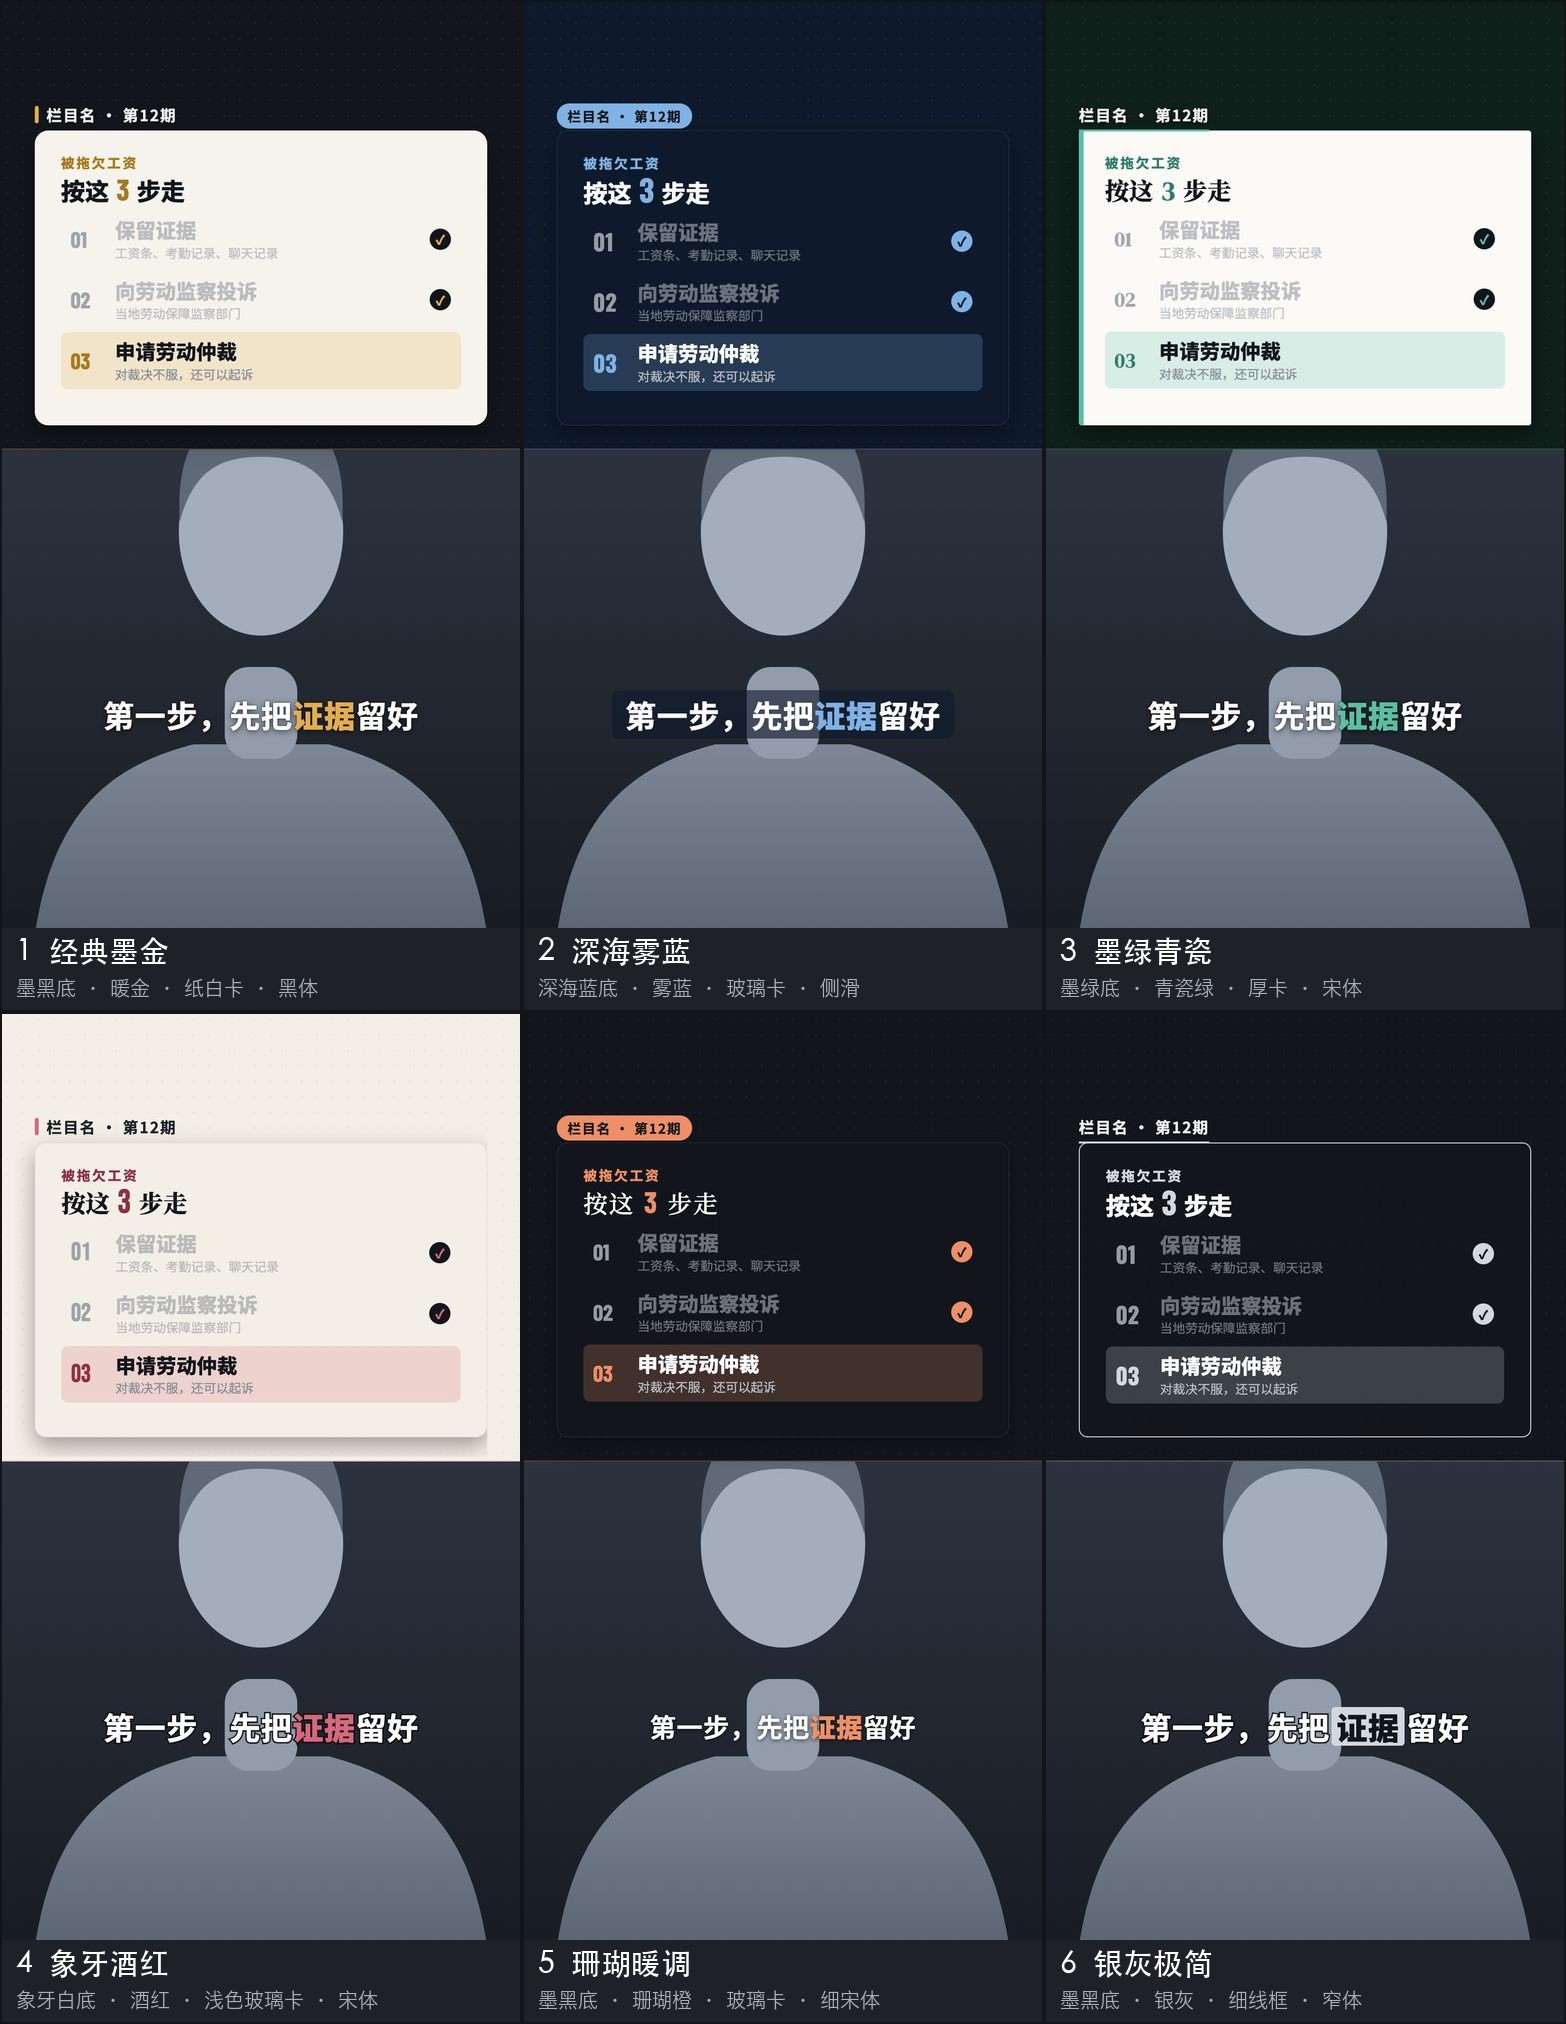 栏目名 · 第12期
被拖欠工资
按这 3 步走
01 保留证据
工资条、考勤记录、聊天记录
02 向劳动监察投诉
当地劳动保障监察部门
03 申请劳动仲裁
对裁决不服，还可以起诉
第一步，先把证据留好
1 经典墨金
墨黑底 · 暖金 · 纸白卡 · 黑体
栏目名 · 第12期
被拖欠工资
按这 3 步走
01 保留证据
工资条、考勤记录、聊天记录
02 向劳动监察投诉
当地劳动保障监察部门
03 申请劳动仲裁
对裁决不服，还可以起诉
第一步，先把证据留好
2 深海雾蓝
深海蓝底 · 雾蓝 · 玻璃卡 · 侧滑
栏目名 · 第12期
被拖欠工资
按这 3 步走
01 保留证据
工资条、考勤记录、聊天记录
02 向劳动监察投诉
当地劳动保障监察部门
03 申请劳动仲裁
对裁决不服，还可以起诉
第一步，先把证据留好
3 墨绿青瓷
墨绿底 · 青瓷绿 · 厚卡 · 宋体
栏目名 · 第12期
被拖欠工资
按这 3 步走
01 保留证据
工资条、考勤记录、聊天记录
02 向劳动监察投诉
当地劳动保障监察部门
03 申请劳动仲裁
对裁决不服，还可以起诉
第一步，先把证据留好
4 象牙酒红
象牙白底 · 酒红 · 浅色玻璃卡 · 宋体
栏目名 · 第12期
被拖欠工资
按这 3 步走
01 保留证据
工资条、考勤记录、聊天记录
02 向劳动监察投诉
当地劳动保障监察部门
03 申请劳动仲裁
对裁决不服，还可以起诉
第一步，先把证据留好
5 珊瑚暖调
墨黑底 · 珊瑚橙 · 玻璃卡 · 细宋体
栏目名 · 第12期
被拖欠工资
按这 3 步走
01 保留证据
工资条、考勤记录、聊天记录
02 向劳动监察投诉
当地劳动保障监察部门
03 申请劳动仲裁
对裁决不服，还可以起诉
第一步，先把证据留好
6 银灰极简
墨黑底 · 银灰 · 细线框 · 窄体